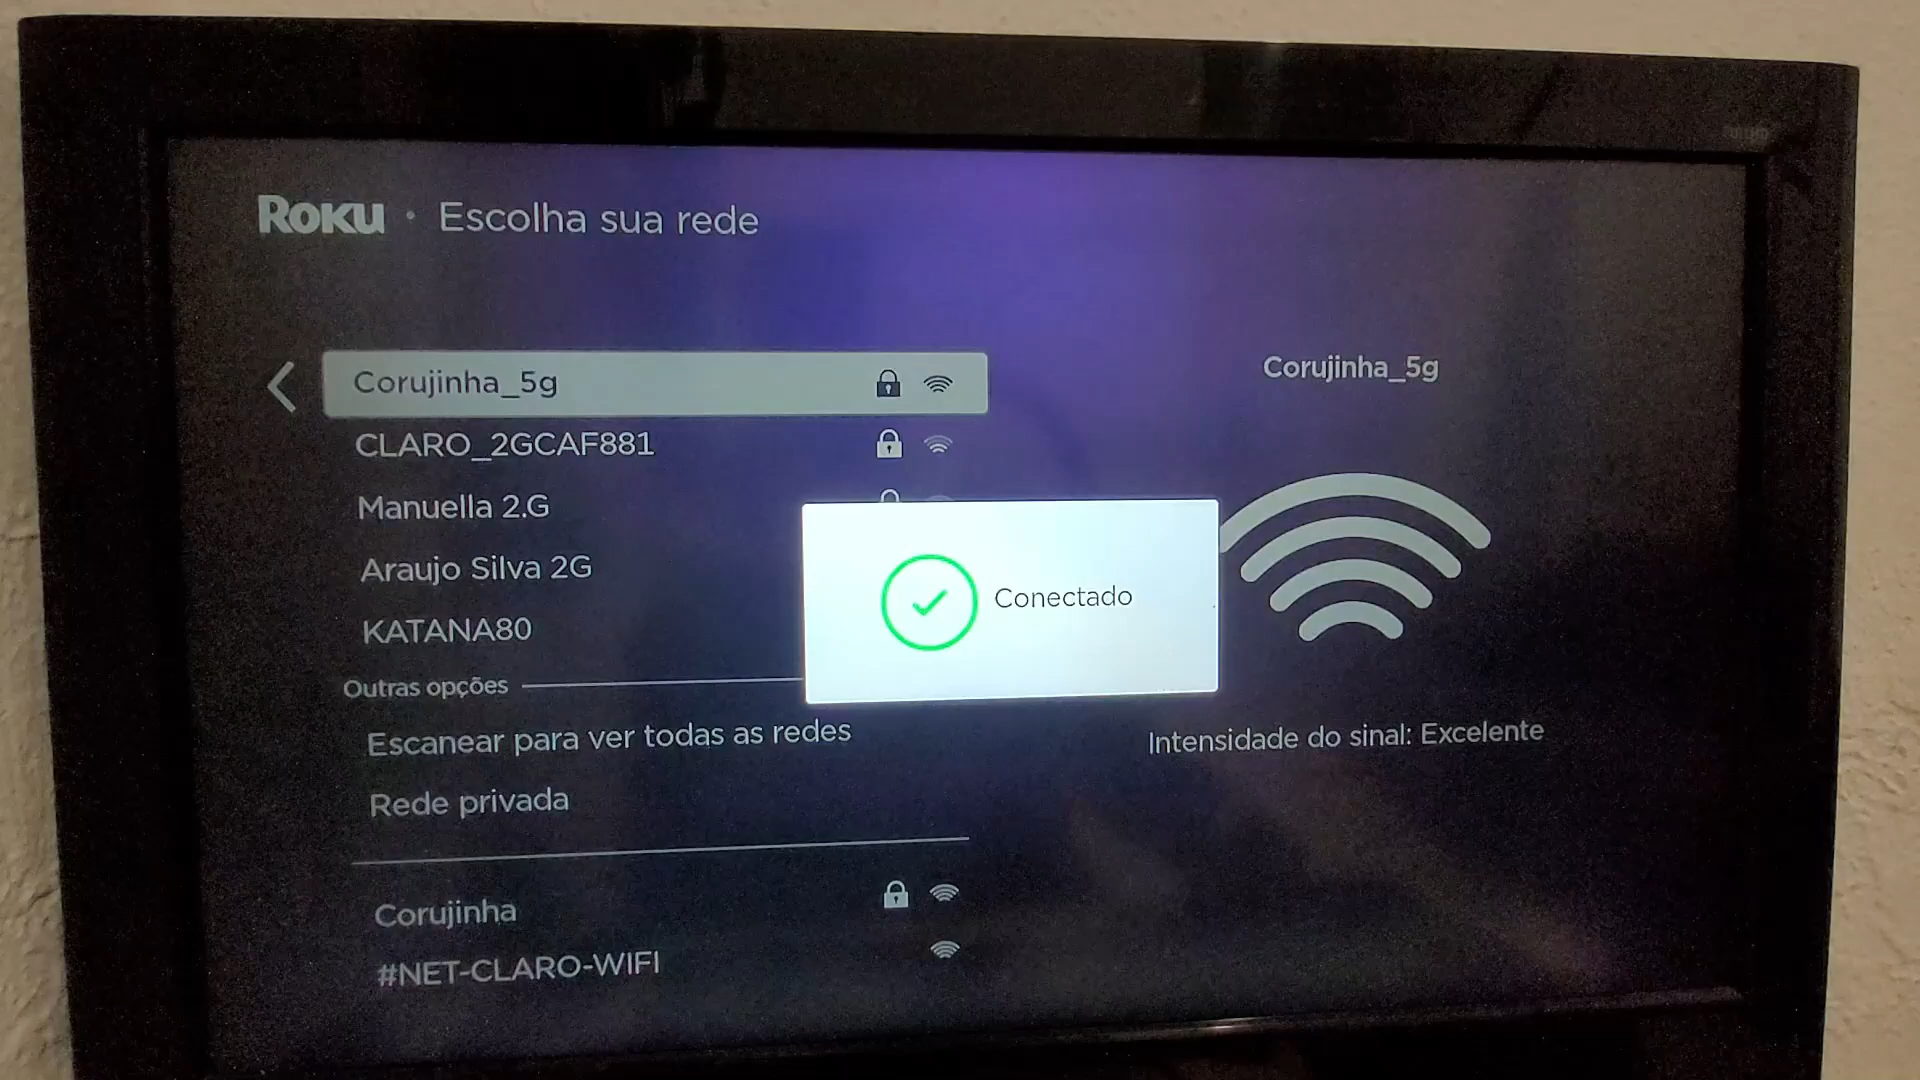 Roku • Escolha sua rede
Corujinha_5g
CLARO_2GCAF881
Manuella 2.G
Araujo Silva 2G
KATANA80
Outras opções
Escanear para ver todas as redes
Rede privada
Corujinha
#NET-CLARO-WIFI
Conectado
Corujinha_5g
Intensidade do sinal: Excelente